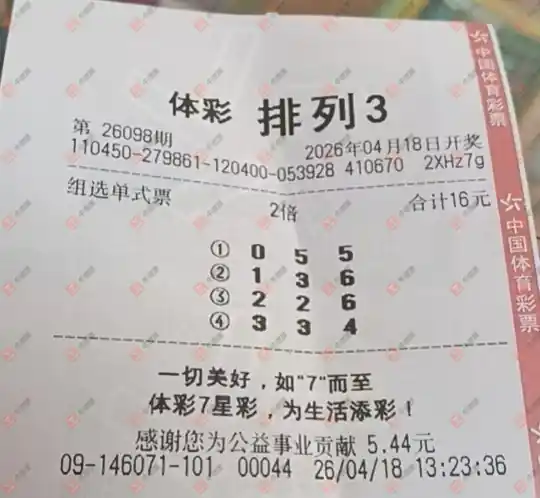 体彩 排列3
第 26098期 2026年04月18日开奖
110450-279861-120400-053928 410670 2XHz7g
组选单式票 2倍 合计16元
① 0 5 5
② 1 3 6
③ 2 2 6
④ 3 3 4
一切美好，如"7"而至
体彩7星彩，为生活添彩！
感谢您为公益事业贡献 5.44元
09-146071-101 00044 26/04/18 13:23:36
中国体育彩票
中国体育彩票